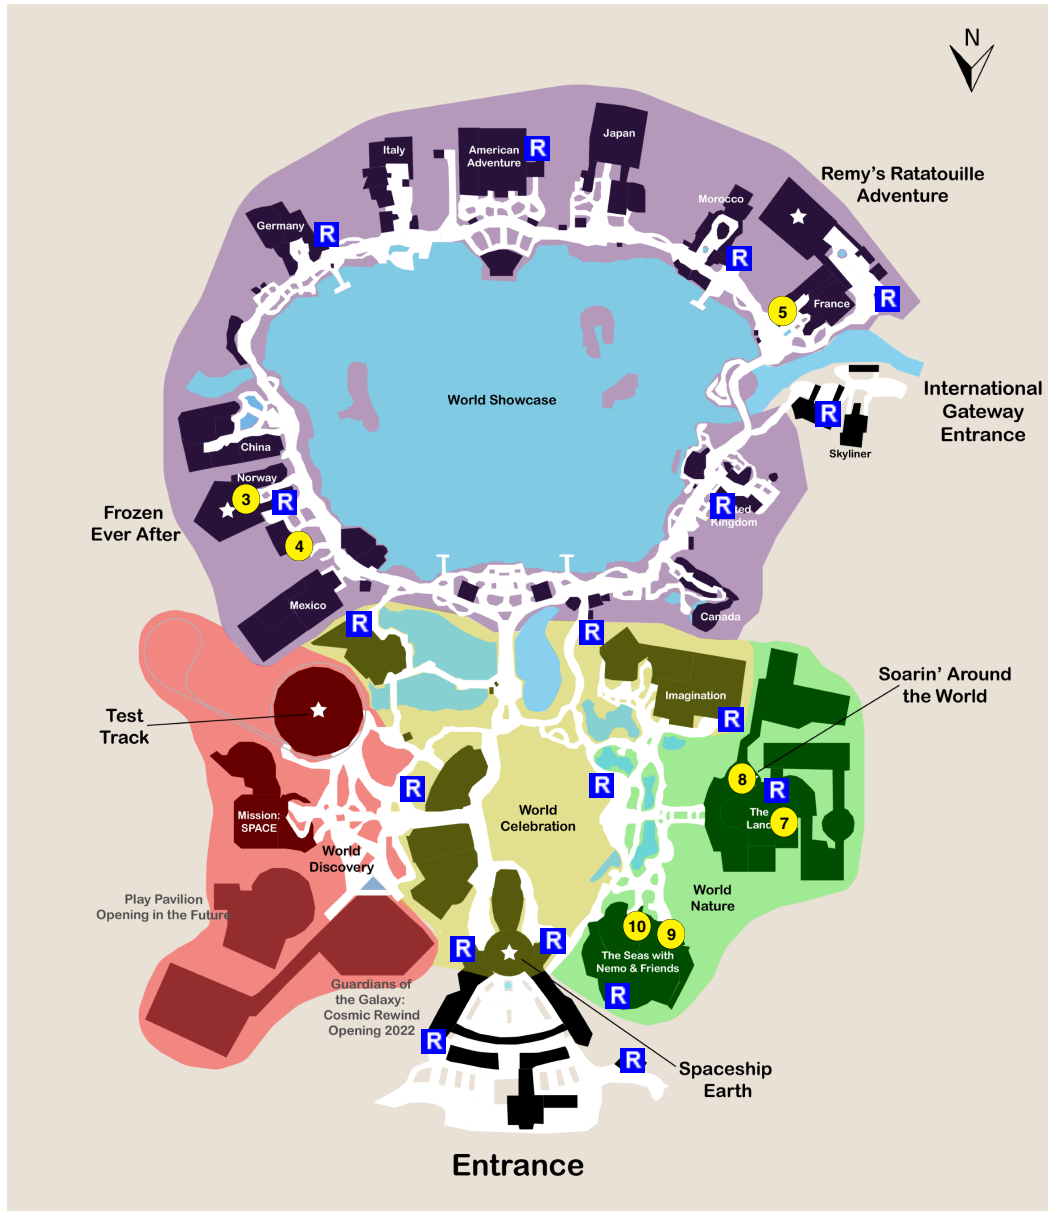 N
Japan
Italy
American
Adventure
R
Remy's Ratatouille
Adventure
Morocco
Germany
R
R
5
France
R
International
Gateway
Entrance
World Showcase
R
Skyliner
China
Norway
3
R
Frozen
Ever After
4
R
ted
Kingdom
Mexico
Canada
R
R
Soarin' Around
the World
Imagination
R
Test
Track
8
R
R
R
The
Lan
7
World
Celebration
Mission:
SPACE
World
Discovery
Play Pavilion
Opening in the Future
World
Nature
10
9
R
R
The Seas with
Nemo & Friends
R
Guardians of
the Galaxy:
Cosmic Rewind
Opening 2022
R
R
Spaceship
Earth
Entrance